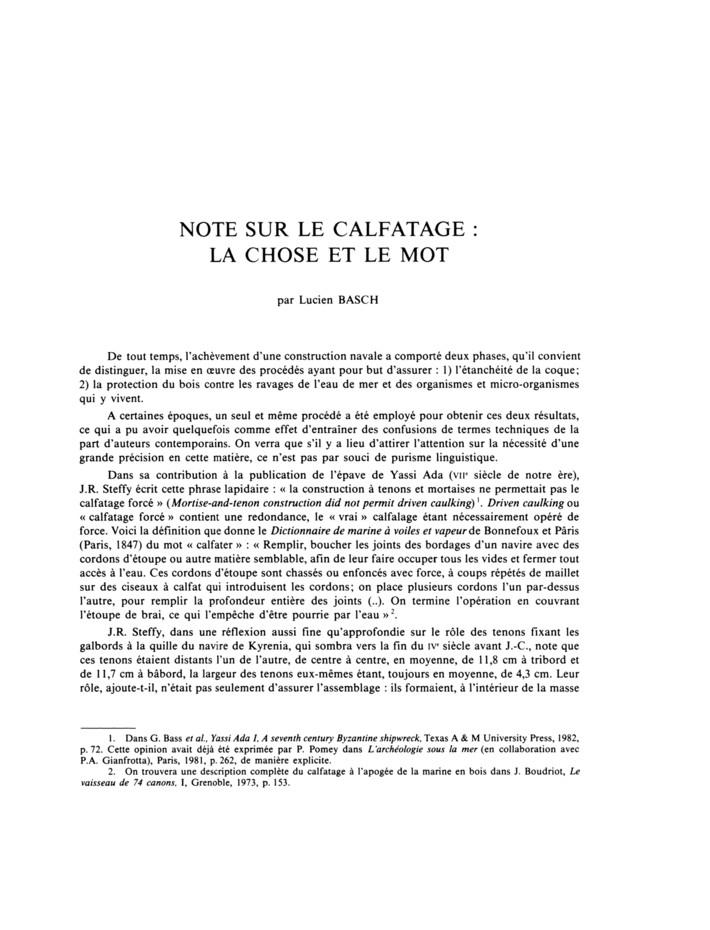 NOTE SUR LE CALFATAGE :
LA CHOSE ET LE MOT
par Lucien BASCH
De tout temps, l'achèvement d'une construction navale a comporté deux phases, qu'il convient
de distinguer, la mise en œuvre des procédés ayant pour but d'assurer : 1) l'étanchéité de la coque;
2) la protection du bois contre les ravages de l'eau de mer et des organismes et micro-organismes
qui y vivent.
A certaines époques, un seul et même procédé a été employé pour obtenir ces deux résultats,
ce qui a pu avoir quelquefois comme effet d'entraîner des confusions de termes techniques de la
part d'auteurs contemporains. On verra que s'il y a lieu d'attirer l'attention sur la nécessité d'une
grande précision en cette matière, ce n'est pas par souci de purisme linguistique.
Dans sa contribution à la publication de l'épave de Yassi Ada (VIIe siècle de notre ère),
J.R. Steffy écrit cette phrase lapidaire : « la construction à tenons et mortaises ne permettait pas le
calfatage forcé » (Mortise-and-tenon construction did not permit driven caulking) 1. Driven caulking ou
« calfatage forcé » contient une redondance, le « vrai » calfalage étant nécessairement opéré de
force. Voici la définition que donne le Dictionnaire de marine à voiles et vapeur de Bonnefoux et Pâris
(Paris, 1847) du mot « calfater » : « Remplir, boucher les joints des bordages d'un navire avec des
cordons d'étoupe ou autre matière semblable, afin de leur faire occuper tous les vides et fermer tout
accès à l'eau. Ces cordons d'étoupe sont chassés ou enfoncés avec force, à coups répétés de maillet
sur des ciseaux à calfat qui introduisent les cordons; on place plusieurs cordons l'un par-dessus
l'autre, pour remplir la profondeur entière des joints (..). On termine l'opération en couvrant
l'étoupe de brai, ce qui l'empêche d'être pourrie par l'eau » 2.
J.R. Steffy, dans une réflexion aussi fine qu'approfondie sur le rôle des tenons fixant les
galbords à la quille du navire de Kyrenia, qui sombra vers la fin du IVe siècle avant J.-C., note que
ces tenons étaient distants l'un de l'autre, de centre à centre, en moyenne, de 11,8 cm à tribord et
de 11,7 cm à bâbord, la largeur des tenons eux-mêmes étant, toujours en moyenne, de 4,3 cm. Leur
rôle, ajoute-t-il, n'était pas seulement d'assurer l'assemblage : ils formaient, à l'intérieur de la masse
1. Dans G. Bass et al., Yassi Ada I, A seventh century Byzantine shipwreck, Texas A & M University Press, 1982,
p. 72. Cette opinion avait déjà été exprimée par P. Pomey dans L'archéologie sous la mer (en collaboration avec
P.A. Gianfrotta), Paris, 1981, p. 262, de manière explicite.
2. On trouvera une description complète du calfatage à l'apogée de la marine en bois dans J. Boudriot, Le
vaisseau de 74 canons, I, Grenoble, 1973, p. 153.